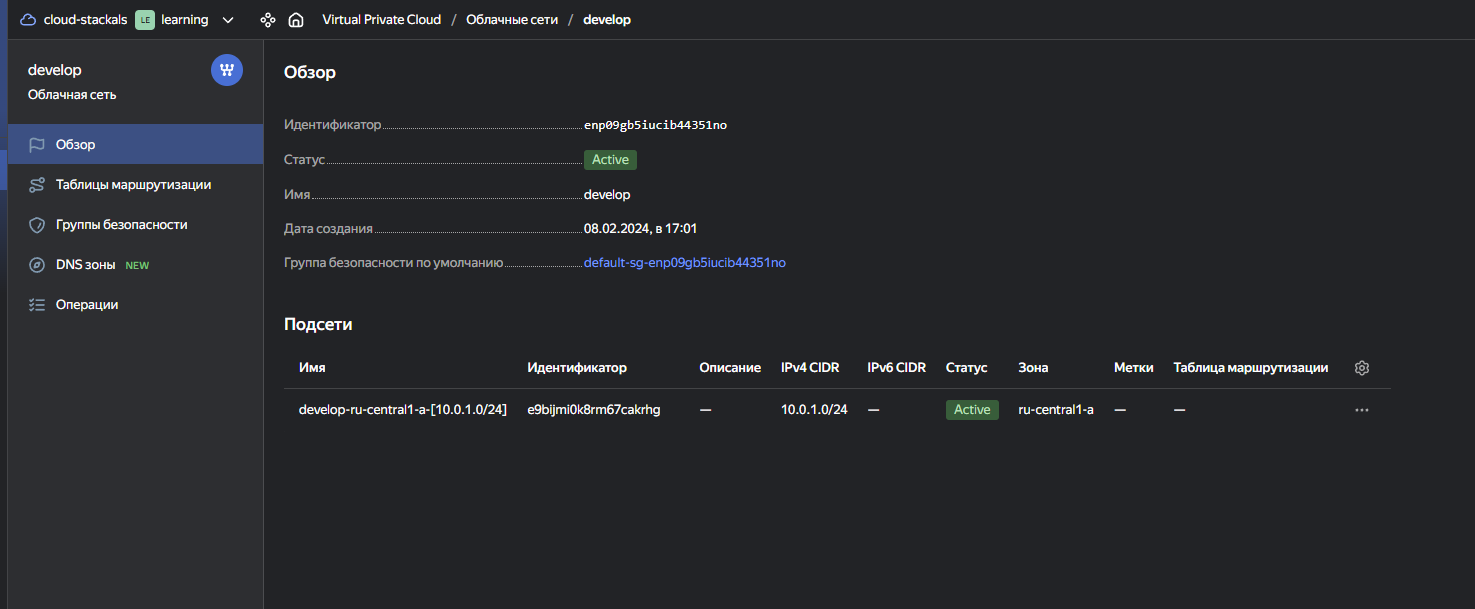 cloud-stackals LE learning Virtual Private Cloud / Облачные сети / develop
develop
Облачная сеть
Обзор
Таблицы маршрутизации
Группы безопасности
DNS зоны NEW
Операции
Обзор
Идентификатор enp09gb5iucib44351no
Статус Active
Имя develop
Дата создания 08.02.2024, в 17:01
Группа безопасности по умолчанию default-sg-enp09gb5iucib44351no
Подсети
Имя Идентификатор Описание IPv4 CIDR IPv6 CIDR Статус Зона Метки Таблица маршрутизации
develop-ru-central1-a-[10.0.1.0/24] e9bijmi0k8rm67cakrhg — 10.0.1.0/24 — Active ru-central1-a — —